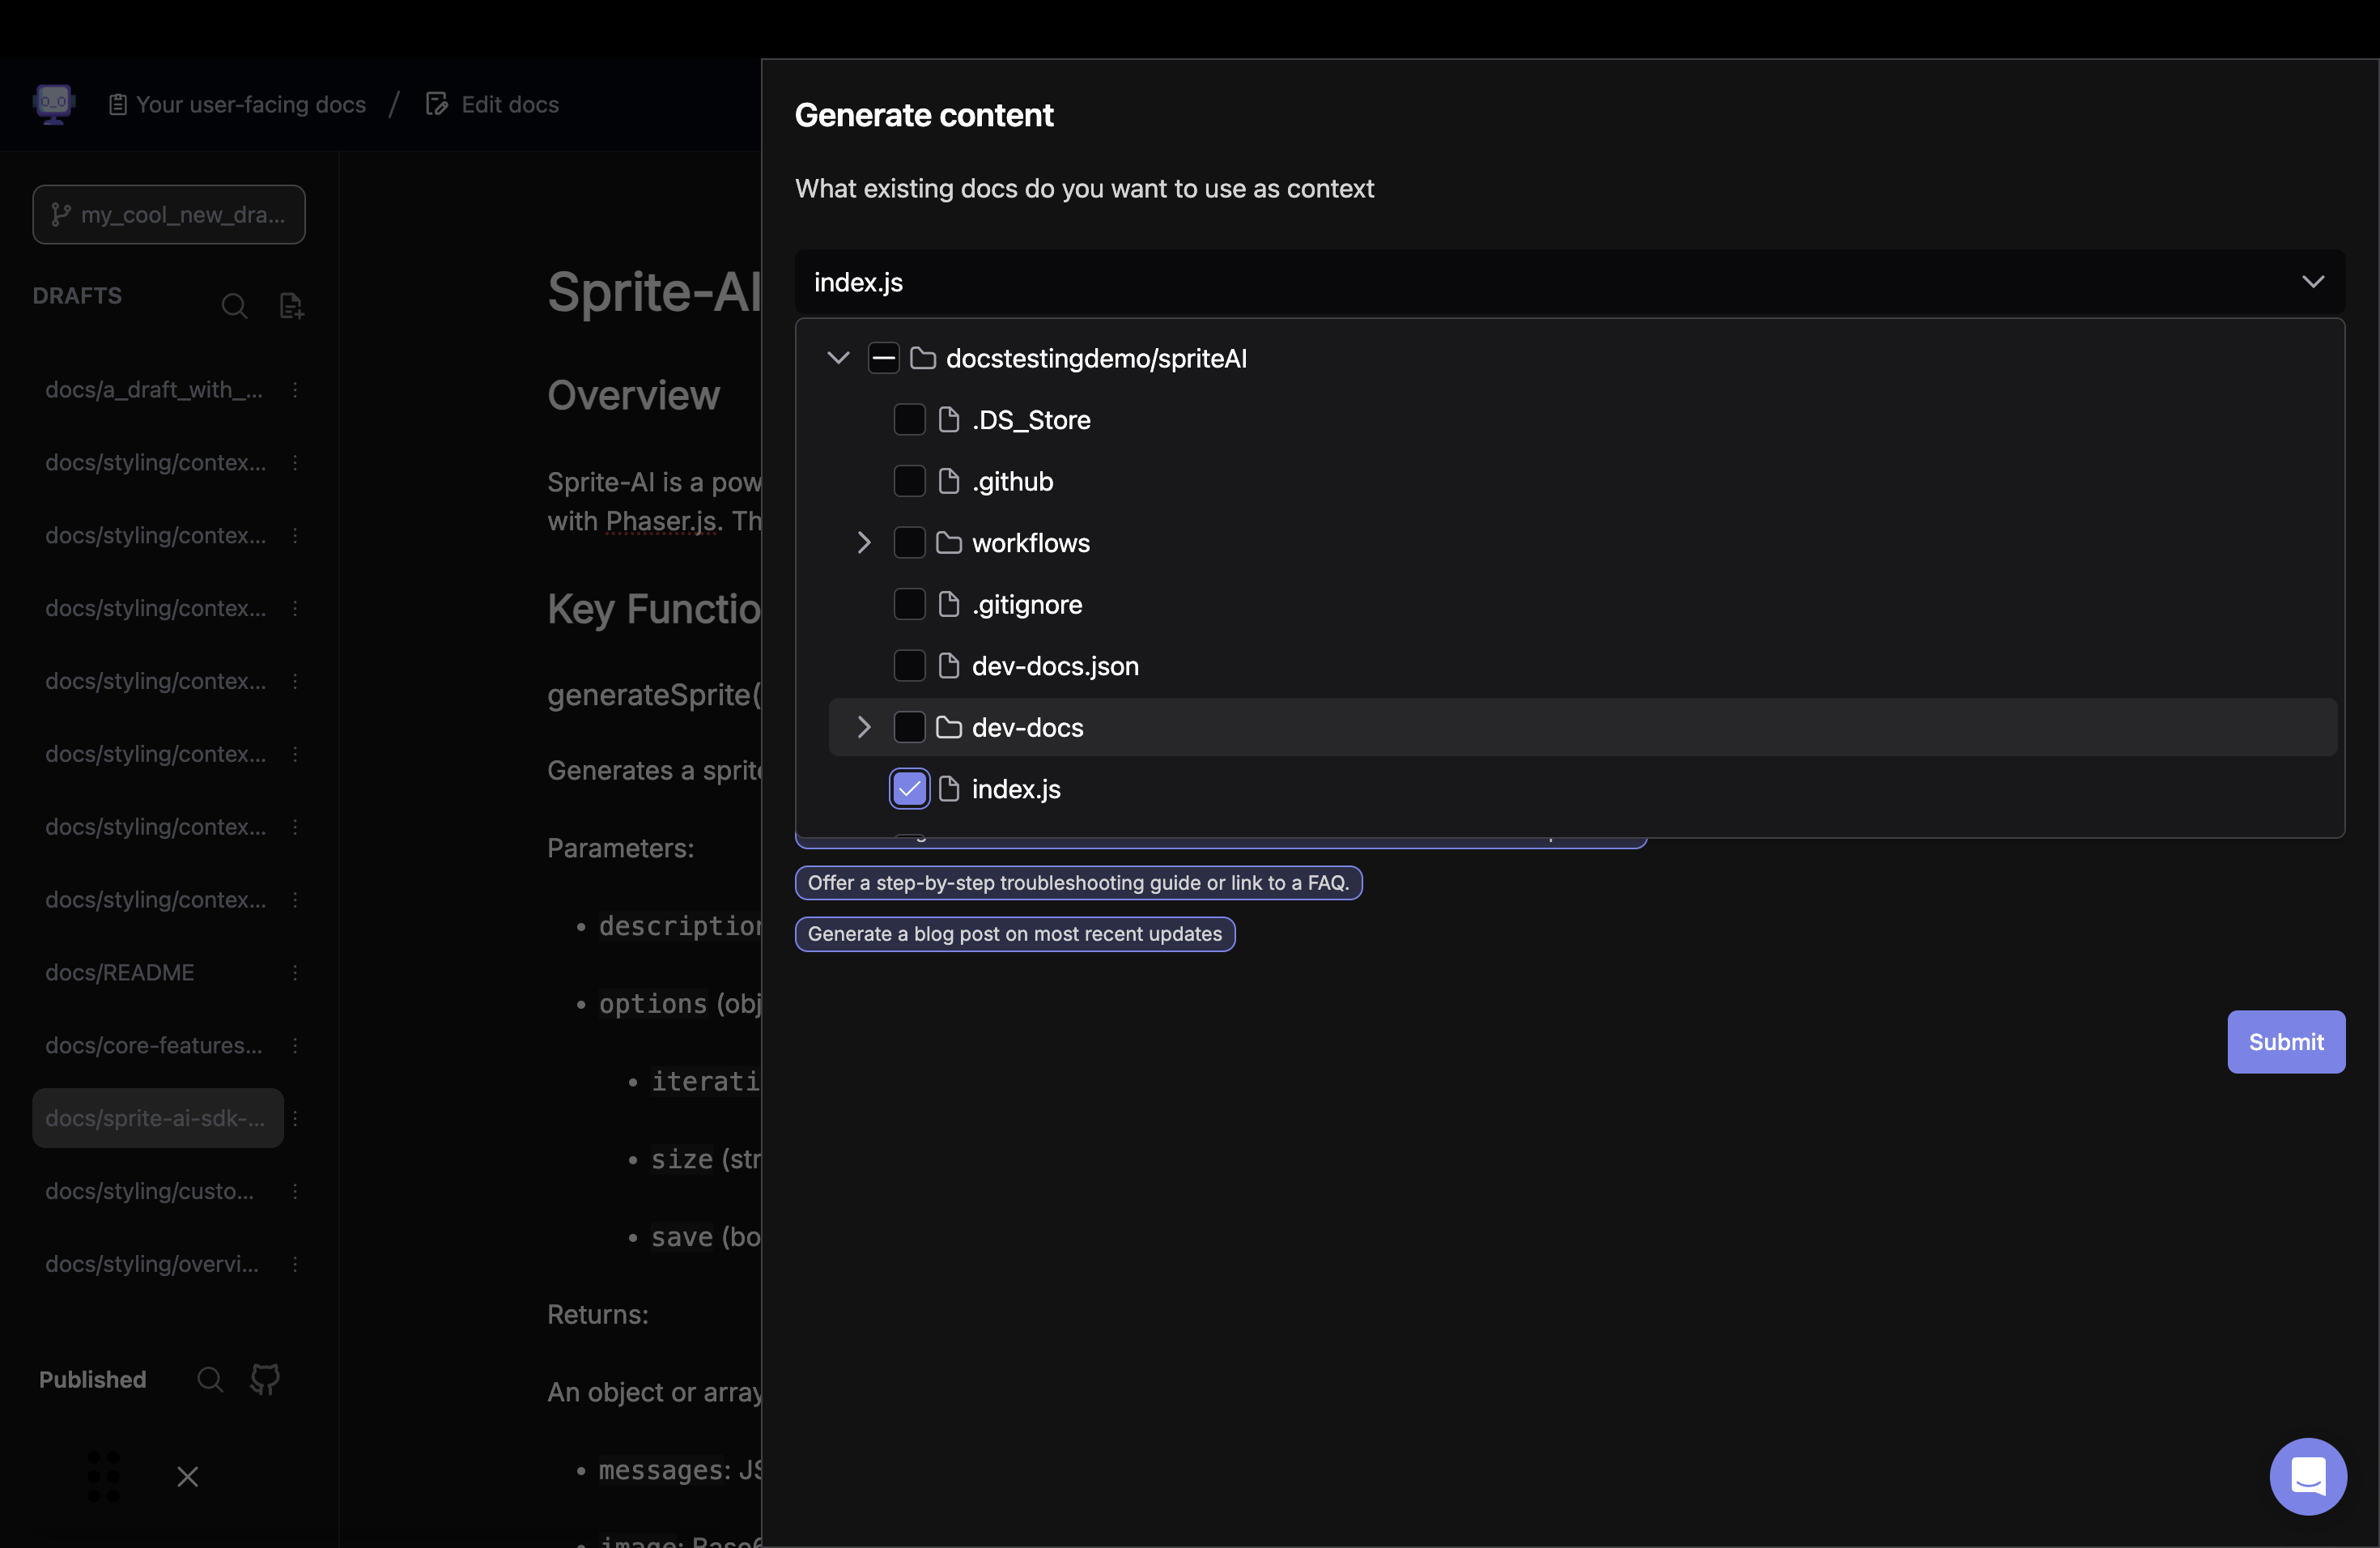 Your user-facing docs / Edit docs
my_cool_new_dra...
DRAFTS
docs/a_draft_with_...
docs/styling/contex...
docs/styling/contex...
docs/styling/contex...
docs/styling/contex...
docs/styling/contex...
docs/styling/contex...
docs/styling/contex...
docs/README
docs/core-features...
docs/sprite-ai-sdk-...
docs/styling/custo...
docs/styling/overvi...
Published
Sprite-AI
Overview
Sprite-AI is a pow
with Phaser.js. Th
Key Functio
generateSprite(
Generates a sprite
Parameters:
description
options (obj
iterati
size (str
save (bo
Returns:
An object or array
messages: JS
image: Base6
Generate content
What existing docs do you want to use as context
index.js
docstestingdemo/spriteAI
.DS_Store
.github
workflows
.gitignore
dev-docs.json
dev-docs
index.js
Offer a step-by-step troubleshooting guide or link to a FAQ.
Generate a blog post on most recent updates
Submit